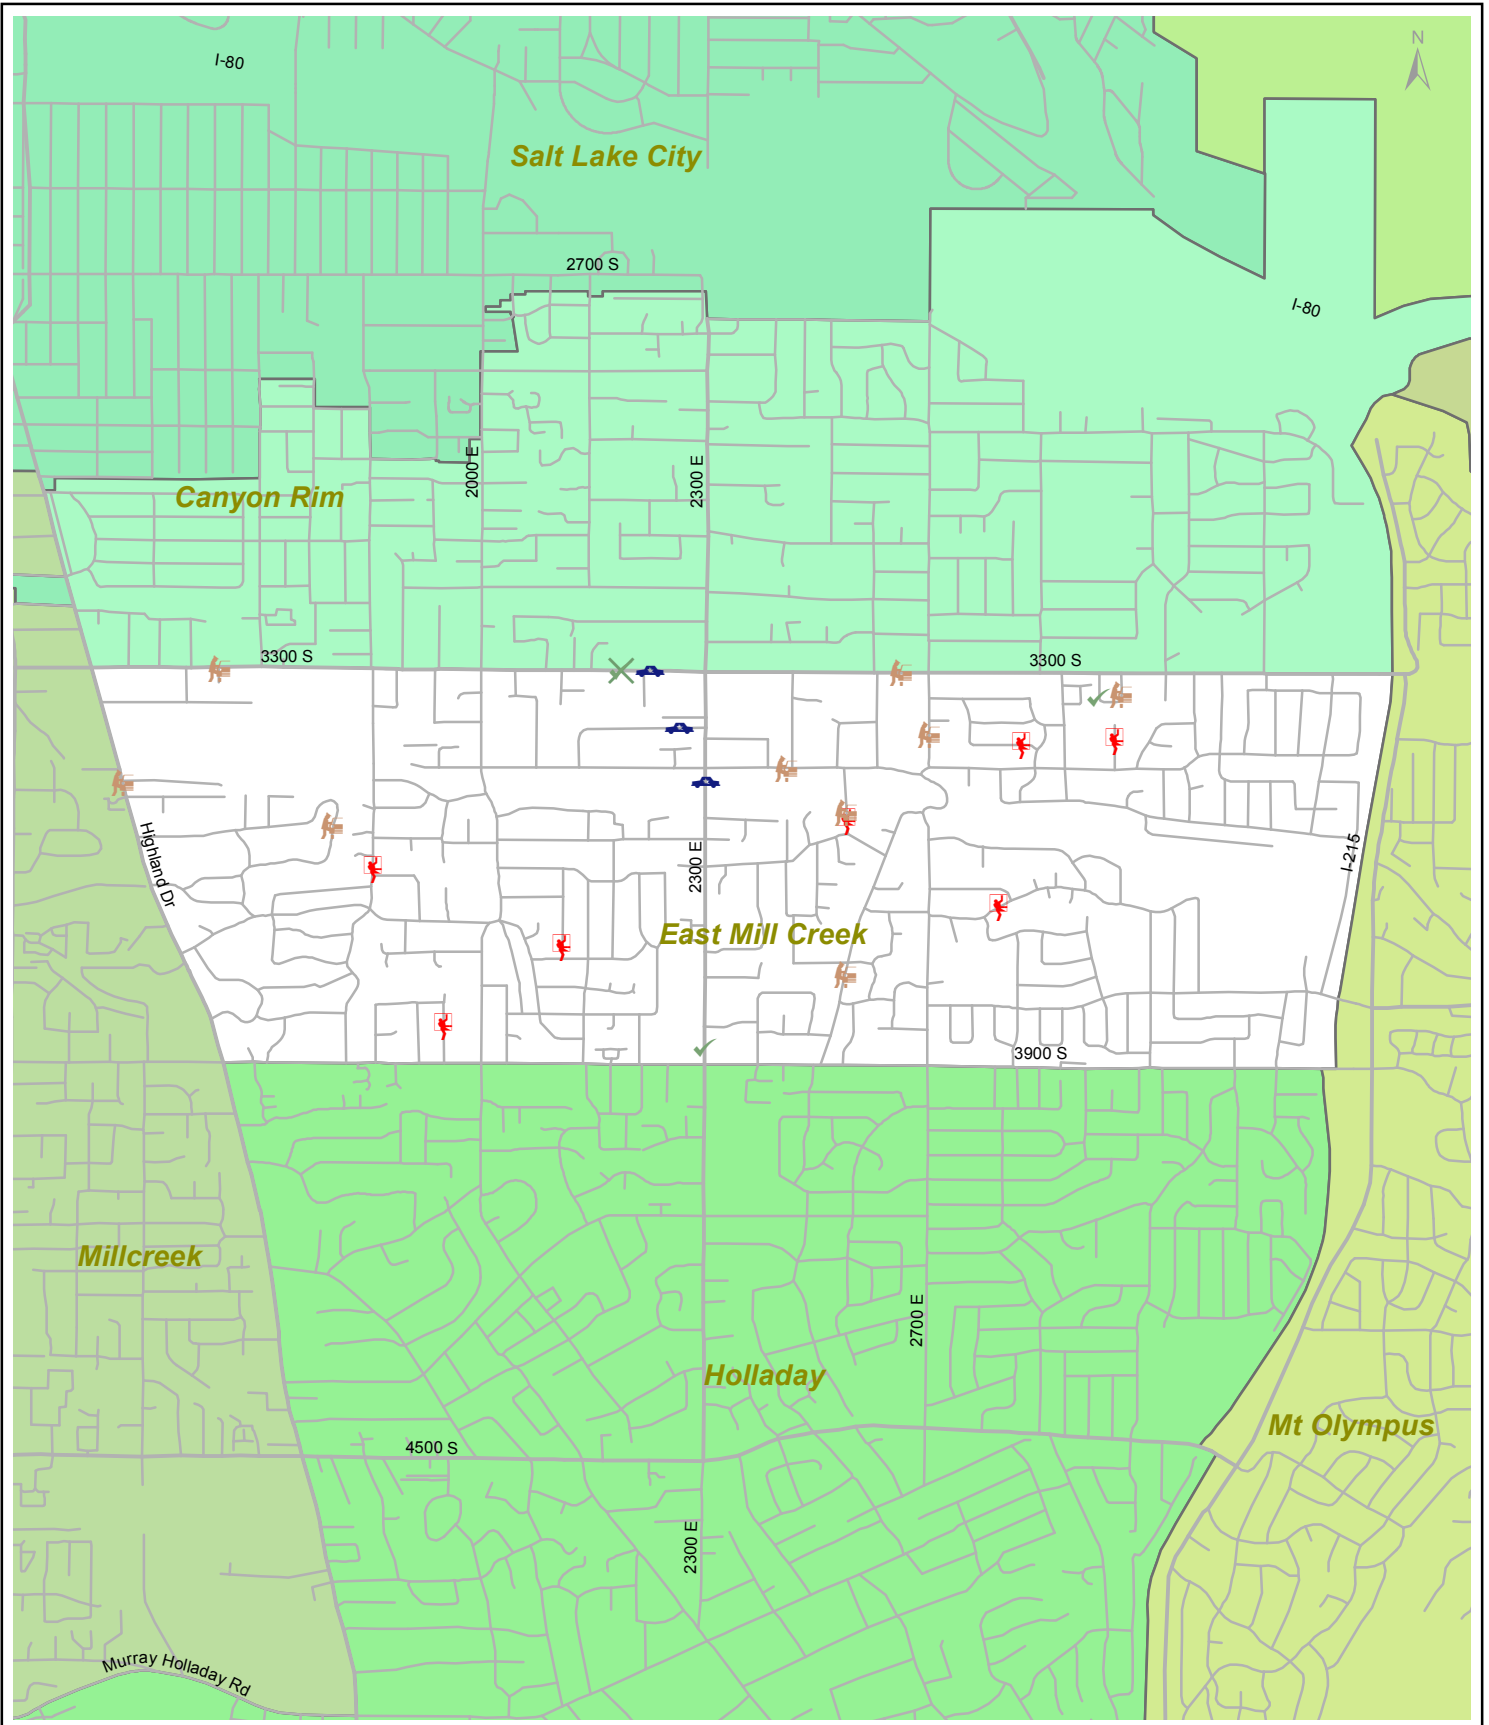 I-80
N
Salt Lake City
2700 S
I-80
2000 E
2300 E
Canyon Rim
3300 S
3300 S
Highland Dr
2300 E
I-215
East Mill Creek
3900 S
Millcreek
2700 E
Holladay
Mt Olympus
4500 S
2300 E
Murray Holladay Rd